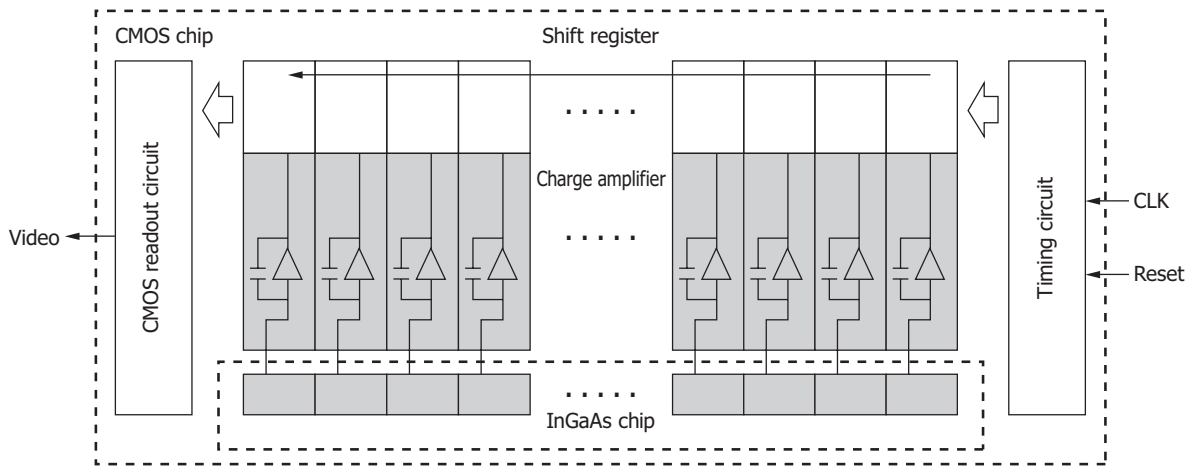 CMOS chip
Shift register
Charge amplifier
CMOS readout circuit
Timing circuit
Video
CLK
Reset
InGaAs chip